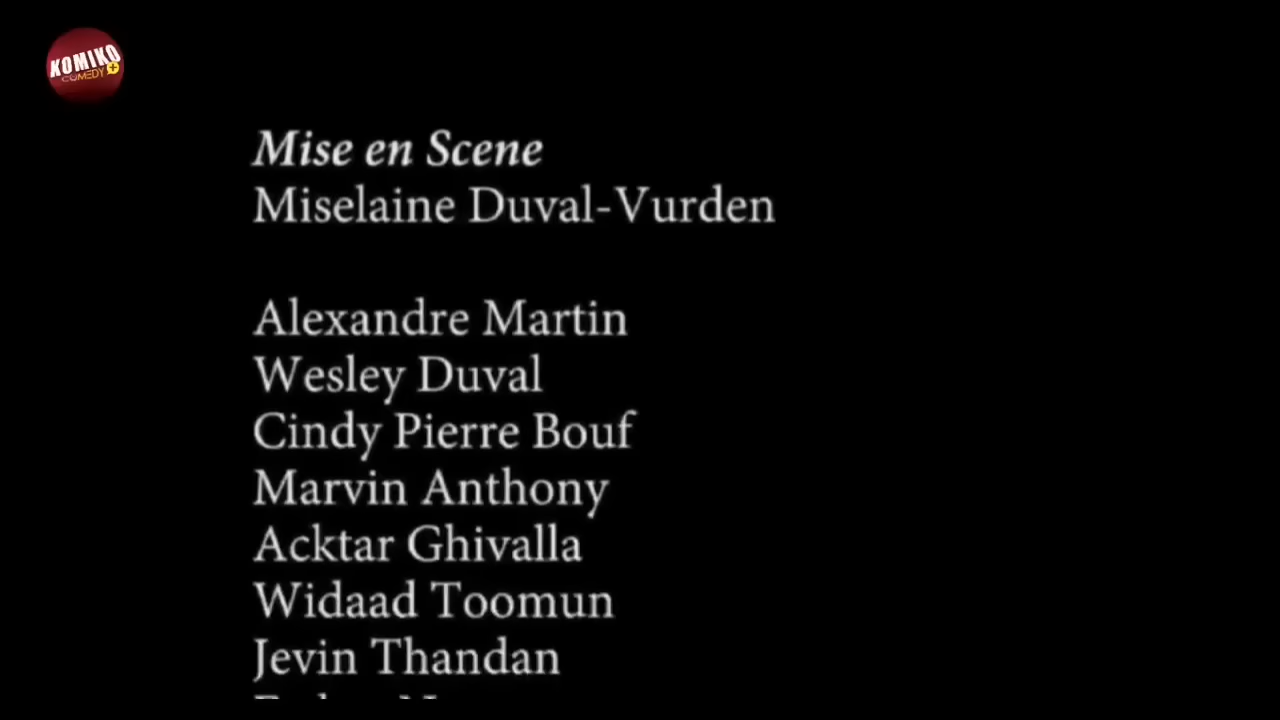 KOMIKO
COMEDY+
Mise en Scene
Miselaine Duval-Vurden
Alexandre Martin
Wesley Duval
Cindy Pierre Bouf
Marvin Anthony
Acktar Ghivalla
Widaad Toomun
Jevin Thandan